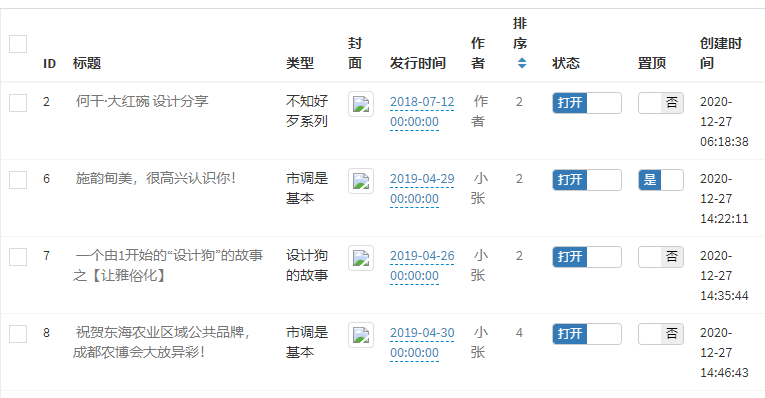 ID 标题 类型 封面 发行时间 作者 排序 状态 置顶 创建时间
2 何干·大红碗 设计分享 不知好歹系列 2018-07-12 00:00:00 作者 2 打开 否 2020-12-27 06:18:38
6 施韵甸美，很高兴认识你！ 市调是基本 2019-04-29 00:00:00 小张 2 打开 是 2020-12-27 14:22:11
7 一个由1开始的“设计狗”的故事之【让雅俗化】 设计狗的故事 2019-04-26 00:00:00 小张 2 打开 否 2020-12-27 14:35:44
8 祝贺东海农业区域公共品牌，成都农博会大放异彩！ 市调是基本 2019-04-30 00:00:00 小张 4 打开 否 2020-12-27 14:46:43